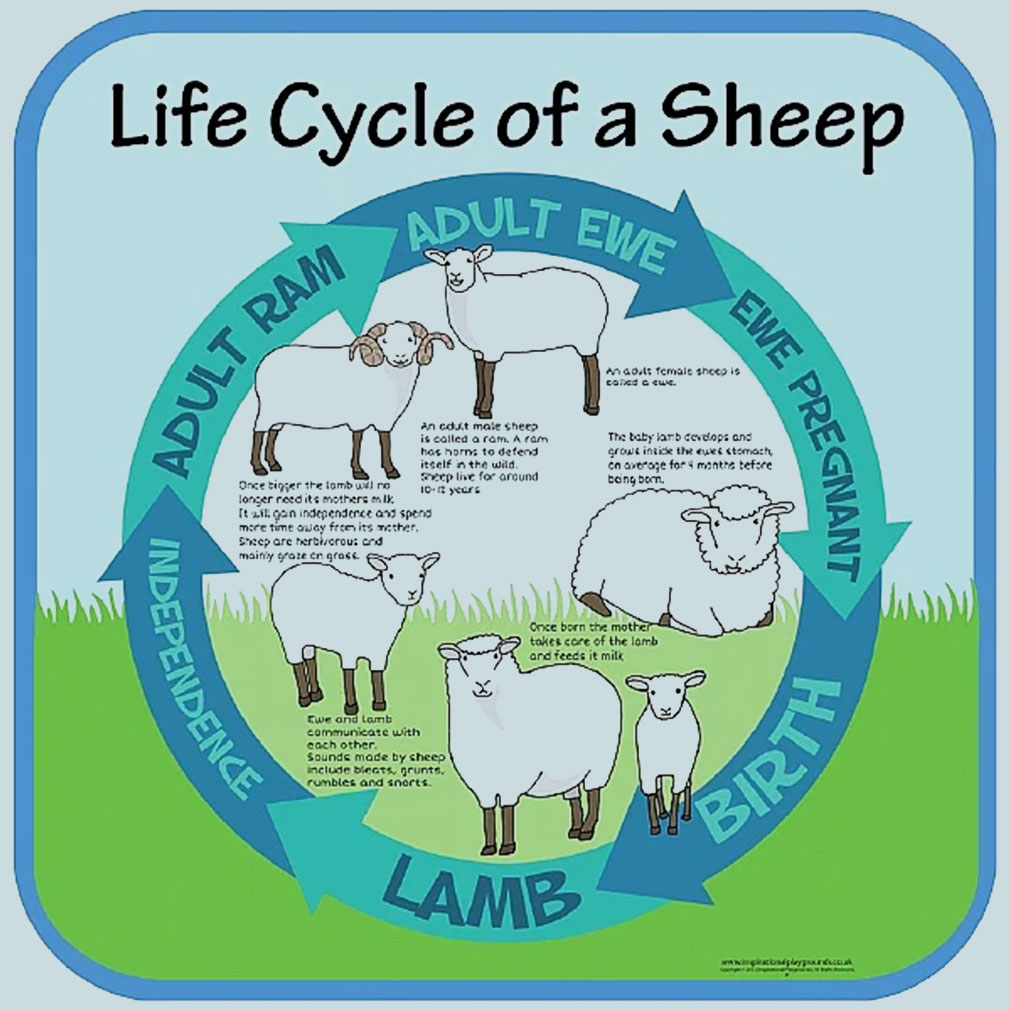 Life Cycle of a Sheep
ADULT EWE
EWE PREGNANT
BIRTH
LAMB
INDEPENDENCE
ADULT RAM
An adult female sheep is
called a ewe.
An adult male sheep
is called a ram. A ram
has horns to defend
itself in the wild.
Sheep live for around
10-12 years
The baby lamb develops and
grows inside the ewes stomach,
on average for 4 months before
being born.
Once bigger the lamb will no
longer need its mothers milk
It will gain independence and spend
more time away from its mother.
Sheep are herbivorous and
mainly graze on grass.
Once born the mother
takes care of the lamb
and feeds it milk
Ewe and lamb
communicate with
each other.
Sounds made by sheep
include bleats, grunts,
rumbles and snorts.
www.inspirationalplaygrounds.co.uk